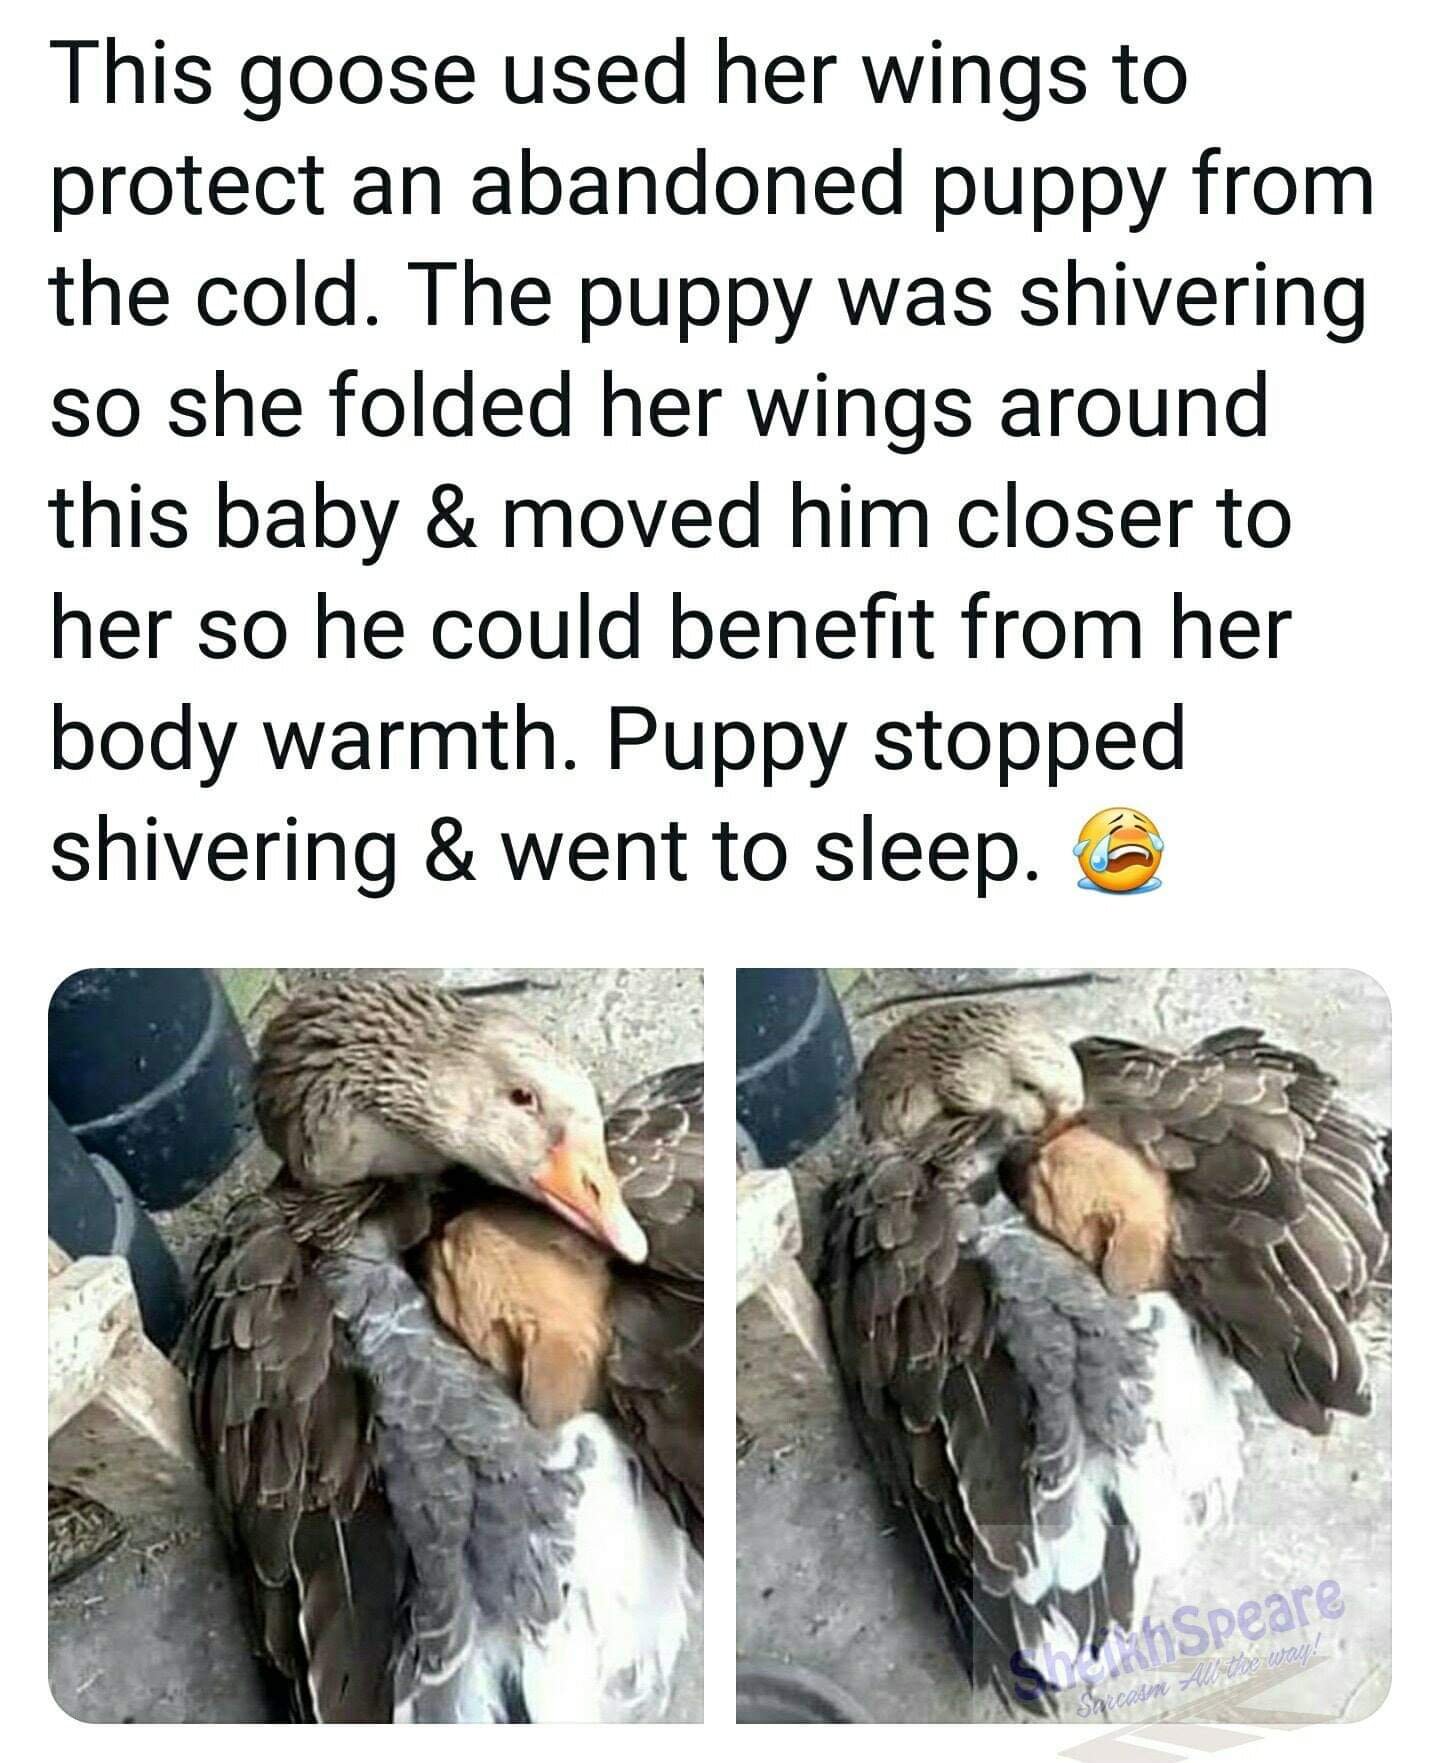 This goose used her wings to
protect an abandoned puppy from
the cold. The puppy was shivering
so she folded her wings around
this baby & moved him closer to
her so he could benefit from her
body warmth. Puppy stopped
shivering & went to sleep. 😭
SheikhSpeare
Sarcasm All the way!